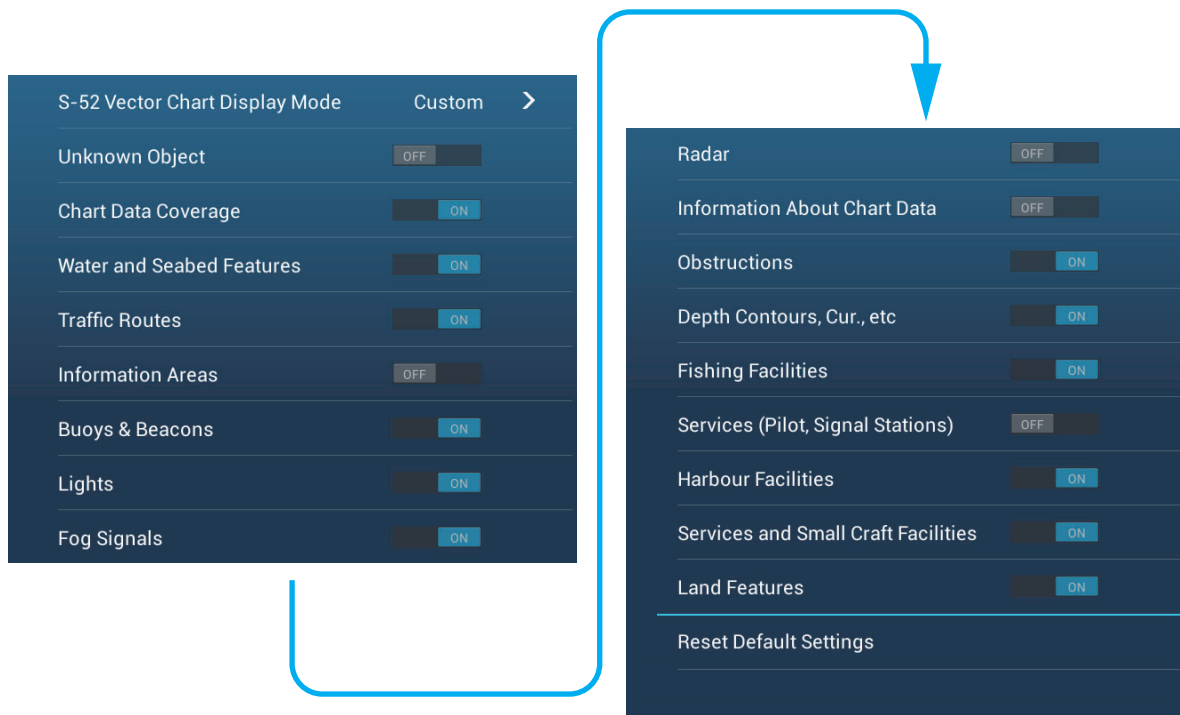 S-52 Vector Chart Display Mode Custom
Unknown Object OFF
Chart Data Coverage ON
Water and Seabed Features ON
Traffic Routes ON
Information Areas OFF
Buoys & Beacons ON
Lights ON
Fog Signals ON
Radar OFF
Information About Chart Data OFF
Obstructions ON
Depth Contours, Cur., etc ON
Fishing Facilities ON
Services (Pilot, Signal Stations) OFF
Harbour Facilities ON
Services and Small Craft Facilities ON
Land Features ON
Reset Default Settings